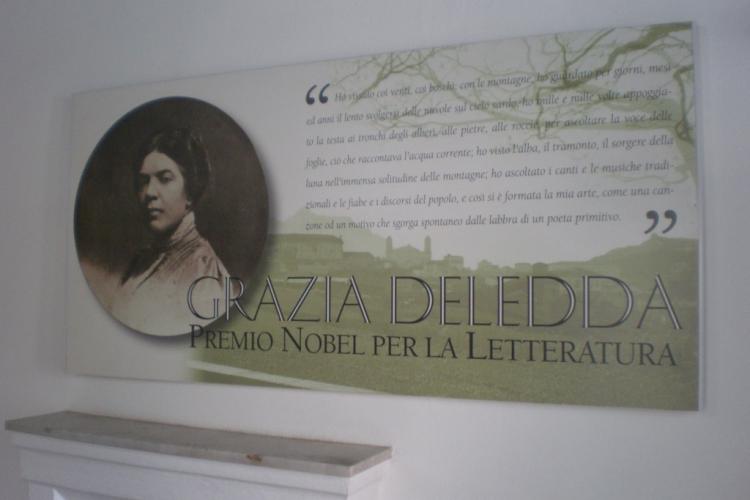 “ Ho vissuto coi venti, coi boschi, con le montagne, ho guardato per giorni, mesi
ed anni il lento svolgersi delle nuvole sul cielo sardo, ho mille e mille volte appoggia-
to la testa ai tronchi degli alberi, alle pietre, alle rocce, per ascoltare la voce delle
foglie, ciò che raccontava l'acqua corrente; ho visto l'alba, il tramonto, il sorgere della
luna nell'immensa solitudine delle montagne; ho ascoltato i canti e le musiche tradi-
zionali e le fiabe e i discorsi del popolo, e così si è formata la mia arte, come una can-
zone od un motivo che sgorga spontaneo dalle labbra di un poeta primitivo. ”
GRAZIA DELEDDA
PREMIO NOBEL PER LA LETTERATURA